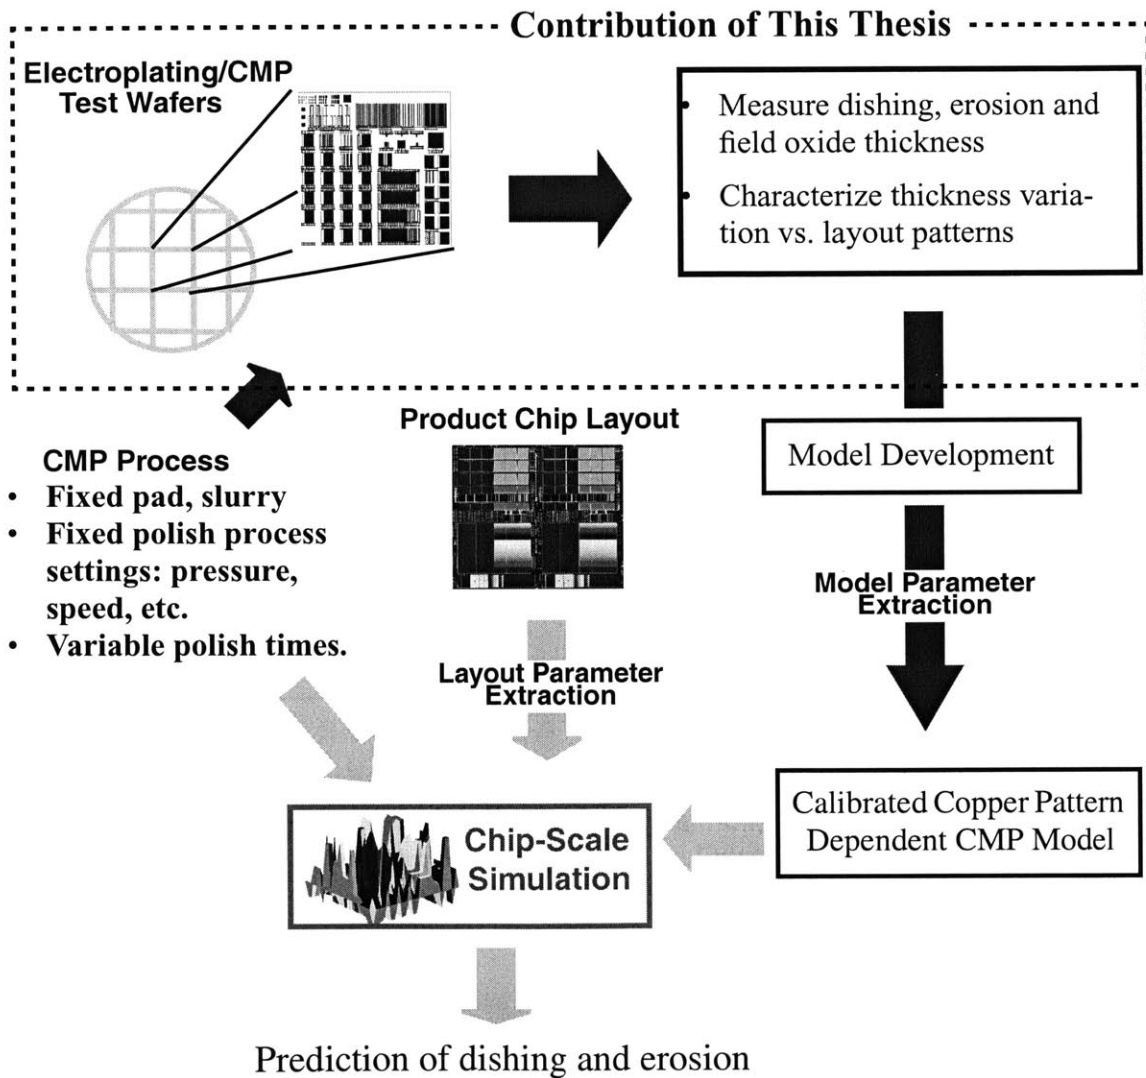 Contribution of This Thesis
Electroplating/CMP
Test Wafers
• Measure dishing, erosion and
field oxide thickness
• Characterize thickness varia-
tion vs. layout patterns
CMP Process
• Fixed pad, slurry
• Fixed polish process
settings: pressure,
speed, etc.
• Variable polish times.
Product Chip Layout
Layout Parameter
Extraction
Model Development
Model Parameter
Extraction
Calibrated Copper Pattern
Dependent CMP Model
Chip-Scale
Simulation
Prediction of dishing and erosion